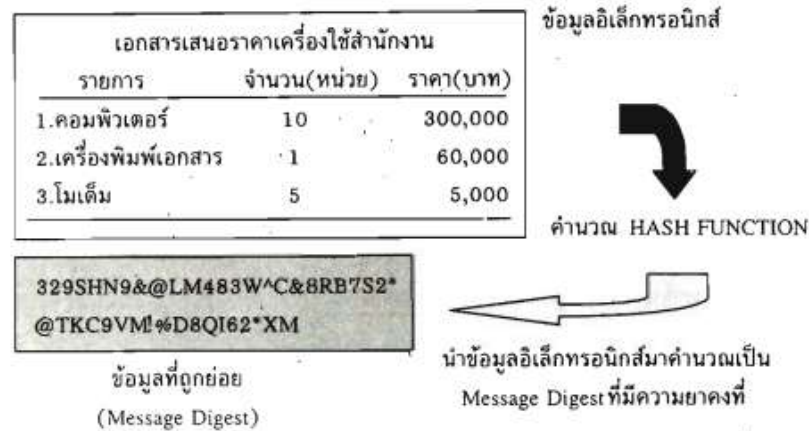 ข้อมูลอิเล็กทรอนิกส์
เอกสารเสนอราคาเครื่องใช้สำนักงาน
รายการ จำนวน(หน่วย) ราคา(บาท)
1.คอมพิวเตอร์ 10 300,000
2.เครื่องพิมพ์เอกสาร 1 60,000
3.โมเด็ม 5 5,000
คำนวณ HASH FUNCTION
329SHN9&@LM483W^C&8RB7S2*
@TKC9VM!%D8QI62*XM
ข้อมูลที่ถูกย่อย
(Message Digest)
นำข้อมูลอิเล็กทรอนิกส์มาคำนวณเป็น
Message Digest ที่มีความยาคงที่